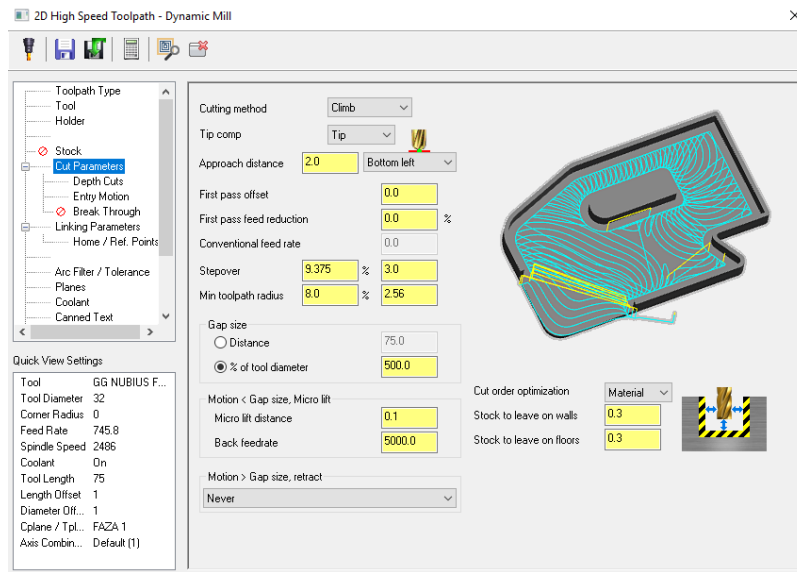 2D High Speed Toolpath - Dynamic Mill
Toolpath Type
Tool
Holder
Stock
Cut Parameters
Depth Cuts
Entry Motion
Break Through
Linking Parameters
Home / Ref. Points
Arc Filter / Tolerance
Planes
Coolant
Canned Text
Quick View Settings
Tool GG NUBIUS F...
Tool Diameter 32
Corner Radius 0
Feed Rate 745.8
Spindle Speed 2486
Coolant On
Tool Length 75
Length Offset 1
Diameter Off... 1
Cplane / Tpl... FAZA 1
Axis Combin... Default (1)
Cutting method Climb
Tip comp Tip
Approach distance 2.0 Bottom left
First pass offset 0.0
First pass feed reduction 0.0 %
Conventional feed rate 0.0
Stepover 9.375 % 3.0
Min toolpath radius 8.0 % 2.56
Gap size
Distance 75.0
% of tool diameter 500.0
Motion < Gap size, Micro lift
Micro lift distance 0.1
Back feedrate 5000.0
Motion > Gap size, retract
Never
Cut order optimization Material
Stock to leave on walls 0.3
Stock to leave on floors 0.3